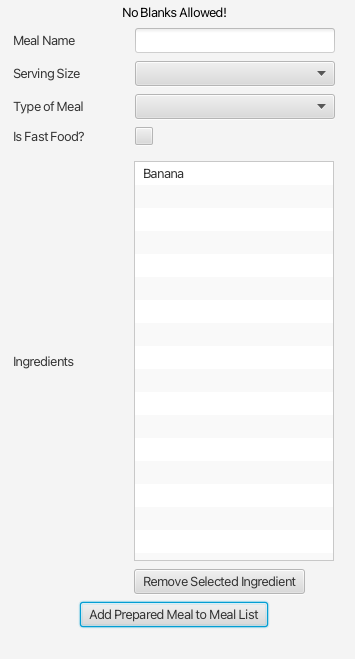 No Blanks Allowed!
Meal Name
Serving Size
Type of Meal
Is Fast Food?
Banana
Ingredients
Remove Selected Ingredient
Add Prepared Meal to Meal List